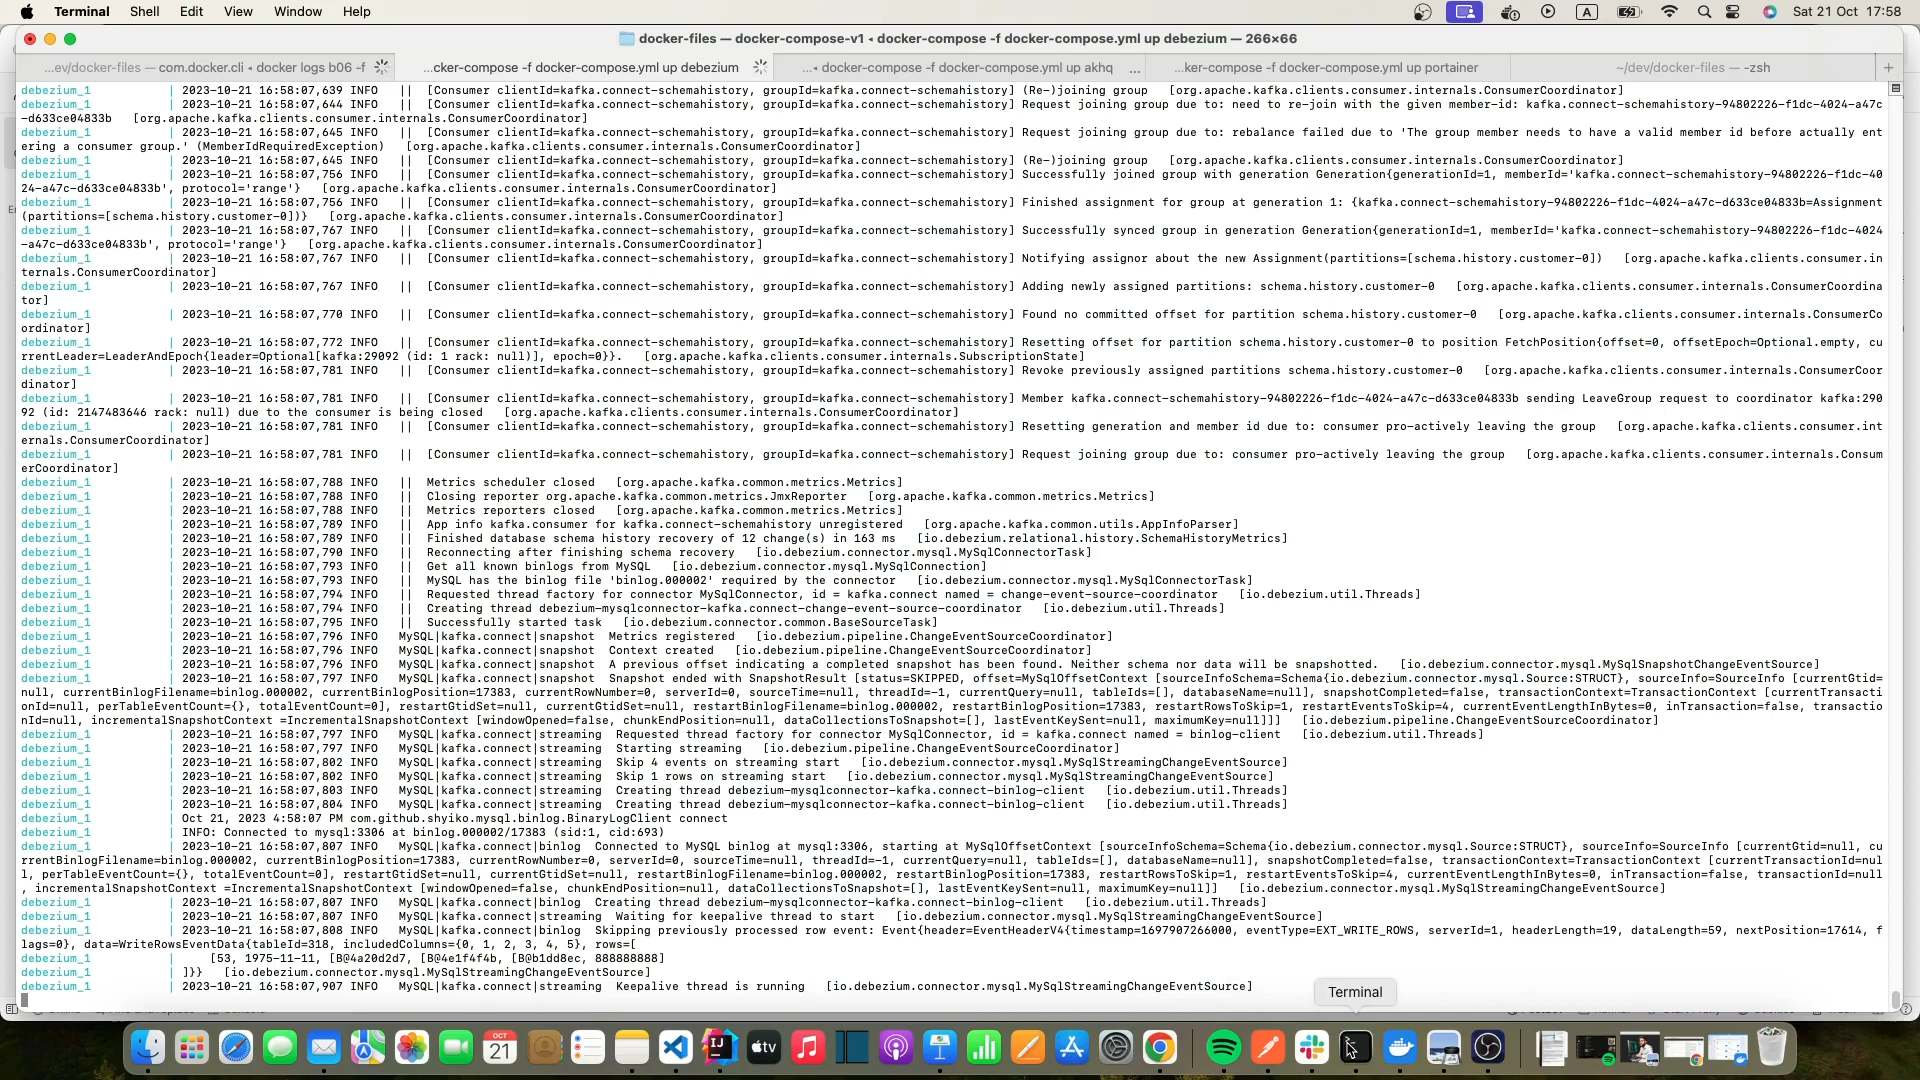 Terminal Shell Edit View Window Help A Sat 21 Oct 17:58
docker-files — docker-compose-v1 ◂ docker-compose -f docker-compose.yml up debezium — 266×66
...ev/docker-files — com.docker.cli ◂ docker logs b06 -f ...cker-compose -f docker-compose.yml up debezium ...◂ docker-compose -f docker-compose.yml up akhq ... ...ker-compose -f docker-compose.yml up portainer ~/dev/docker-files — -zsh +
debezium_1 | 2023-10-21 16:58:07,639 INFO || [Consumer clientId=kafka.connect-schemahistory, groupId=kafka.connect-schemahistory] (Re-)joining group [org.apache.kafka.clients.consumer.internals.ConsumerCoordinator]
debezium_1 | 2023-10-21 16:58:07,644 INFO || [Consumer clientId=kafka.connect-schemahistory, groupId=kafka.connect-schemahistory] Request joining group due to: need to re-join with the given member-id: kafka.connect-schemahistory-94802226-f1dc-4024-a47c
-d633ce04833b [org.apache.kafka.clients.consumer.internals.ConsumerCoordinator]
debezium_1 | 2023-10-21 16:58:07,645 INFO || [Consumer clientId=kafka.connect-schemahistory, groupId=kafka.connect-schemahistory] Request joining group due to: rebalance failed due to 'The group member needs to have a valid member id before actually ent
ering a consumer group.' (MemberIdRequiredException) [org.apache.kafka.clients.consumer.internals.ConsumerCoordinator]
debezium_1 | 2023-10-21 16:58:07,645 INFO || [Consumer clientId=kafka.connect-schemahistory, groupId=kafka.connect-schemahistory] (Re-)joining group [org.apache.kafka.clients.consumer.internals.ConsumerCoordinator]
debezium_1 | 2023-10-21 16:58:07,756 INFO || [Consumer clientId=kafka.connect-schemahistory, groupId=kafka.connect-schemahistory] Successfully joined group with generation Generation{generationId=1, memberId='kafka.connect-schemahistory-94802226-f1dc-40
24-a47c-d633ce04833b', protocol='range'} [org.apache.kafka.clients.consumer.internals.ConsumerCoordinator]
debezium_1 | 2023-10-21 16:58:07,756 INFO || [Consumer clientId=kafka.connect-schemahistory, groupId=kafka.connect-schemahistory] Finished assignment for group at generation 1: {kafka.connect-schemahistory-94802226-f1dc-4024-a47c-d633ce04833b=Assignment
(partitions=[schema.history.customer-0])} [org.apache.kafka.clients.consumer.internals.ConsumerCoordinator]
debezium_1 | 2023-10-21 16:58:07,767 INFO || [Consumer clientId=kafka.connect-schemahistory, groupId=kafka.connect-schemahistory] Successfully synced group in generation Generation{generationId=1, memberId='kafka.connect-schemahistory-94802226-f1dc-4024
-a47c-d633ce04833b', protocol='range'} [org.apache.kafka.clients.consumer.internals.ConsumerCoordinator]
debezium_1 | 2023-10-21 16:58:07,767 INFO || [Consumer clientId=kafka.connect-schemahistory, groupId=kafka.connect-schemahistory] Notifying assignor about the new Assignment(partitions=[schema.history.customer-0]) [org.apache.kafka.clients.consumer.in
ternals.ConsumerCoordinator]
debezium_1 | 2023-10-21 16:58:07,767 INFO || [Consumer clientId=kafka.connect-schemahistory, groupId=kafka.connect-schemahistory] Adding newly assigned partitions: schema.history.customer-0 [org.apache.kafka.clients.consumer.internals.ConsumerCoordina
tor]
debezium_1 | 2023-10-21 16:58:07,770 INFO || [Consumer clientId=kafka.connect-schemahistory, groupId=kafka.connect-schemahistory] Found no committed offset for partition schema.history.customer-0 [org.apache.kafka.clients.consumer.internals.ConsumerCo
ordinator]
debezium_1 | 2023-10-21 16:58:07,772 INFO || [Consumer clientId=kafka.connect-schemahistory, groupId=kafka.connect-schemahistory] Resetting offset for partition schema.history.customer-0 to position FetchPosition{offset=0, offsetEpoch=Optional.empty, cu
rrentLeader=LeaderAndEpoch{leader=Optional[kafka:29092 (id: 1 rack: null)], epoch=0}}. [org.apache.kafka.clients.consumer.internals.SubscriptionState]
debezium_1 | 2023-10-21 16:58:07,781 INFO || [Consumer clientId=kafka.connect-schemahistory, groupId=kafka.connect-schemahistory] Revoke previously assigned partitions schema.history.customer-0 [org.apache.kafka.clients.consumer.internals.ConsumerCoor
dinator]
debezium_1 | 2023-10-21 16:58:07,781 INFO || [Consumer clientId=kafka.connect-schemahistory, groupId=kafka.connect-schemahistory] Member kafka.connect-schemahistory-94802226-f1dc-4024-a47c-d633ce04833b sending LeaveGroup request to coordinator kafka:290
92 (id: 2147483646 rack: null) due to the consumer is being closed [org.apache.kafka.clients.consumer.internals.ConsumerCoordinator]
debezium_1 | 2023-10-21 16:58:07,781 INFO || [Consumer clientId=kafka.connect-schemahistory, groupId=kafka.connect-schemahistory] Resetting generation and member id due to: consumer pro-actively leaving the group [org.apache.kafka.clients.consumer.int
ernals.ConsumerCoordinator]
debezium_1 | 2023-10-21 16:58:07,781 INFO || [Consumer clientId=kafka.connect-schemahistory, groupId=kafka.connect-schemahistory] Request joining group due to: consumer pro-actively leaving the group [org.apache.kafka.clients.consumer.internals.Consum
erCoordinator]
debezium_1 | 2023-10-21 16:58:07,788 INFO || Metrics scheduler closed [org.apache.kafka.common.metrics.Metrics]
debezium_1 | 2023-10-21 16:58:07,788 INFO || Closing reporter org.apache.kafka.common.metrics.JmxReporter [org.apache.kafka.common.metrics.Metrics]
debezium_1 | 2023-10-21 16:58:07,788 INFO || Metrics reporters closed [org.apache.kafka.common.metrics.Metrics]
debezium_1 | 2023-10-21 16:58:07,789 INFO || App info kafka.consumer for kafka.connect-schemahistory unregistered [org.apache.kafka.common.utils.AppInfoParser]
debezium_1 | 2023-10-21 16:58:07,789 INFO || Finished database schema history recovery of 12 change(s) in 163 ms [io.debezium.relational.history.SchemaHistoryMetrics]
debezium_1 | 2023-10-21 16:58:07,790 INFO || Reconnecting after finishing schema recovery [io.debezium.connector.mysql.MySqlConnectorTask]
debezium_1 | 2023-10-21 16:58:07,793 INFO || Get all known binlogs from MySQL [io.debezium.connector.mysql.MySqlConnection]
debezium_1 | 2023-10-21 16:58:07,793 INFO || MySQL has the binlog file 'binlog.000002' required by the connector [io.debezium.connector.mysql.MySqlConnectorTask]
debezium_1 | 2023-10-21 16:58:07,794 INFO || Requested thread factory for connector MySqlConnector, id = kafka.connect named = change-event-source-coordinator [io.debezium.util.Threads]
debezium_1 | 2023-10-21 16:58:07,794 INFO || Creating thread debezium-mysqlconnector-kafka.connect-change-event-source-coordinator [io.debezium.util.Threads]
debezium_1 | 2023-10-21 16:58:07,795 INFO || Successfully started task [io.debezium.connector.common.BaseSourceTask]
debezium_1 | 2023-10-21 16:58:07,796 INFO MySQL|kafka.connect|snapshot Metrics registered [io.debezium.pipeline.ChangeEventSourceCoordinator]
debezium_1 | 2023-10-21 16:58:07,796 INFO MySQL|kafka.connect|snapshot Context created [io.debezium.pipeline.ChangeEventSourceCoordinator]
debezium_1 | 2023-10-21 16:58:07,796 INFO MySQL|kafka.connect|snapshot A previous offset indicating a completed snapshot has been found. Neither schema nor data will be snapshotted. [io.debezium.connector.mysql.MySqlSnapshotChangeEventSource]
debezium_1 | 2023-10-21 16:58:07,797 INFO MySQL|kafka.connect|snapshot Snapshot ended with SnapshotResult [status=SKIPPED, offset=MySqlOffsetContext [sourceInfoSchema=Schema{io.debezium.connector.mysql.Source:STRUCT}, sourceInfo=SourceInfo [currentGtid=
null, currentBinlogFilename=binlog.000002, currentBinlogPosition=17383, currentRowNumber=0, serverId=0, sourceTime=null, threadId=-1, currentQuery=null, tableIds=[], databaseName=null], snapshotCompleted=false, transactionContext=TransactionContext [currentTransacti
onId=null, perTableEventCount={}, totalEventCount=0], restartGtidSet=null, currentGtidSet=null, restartBinlogFilename=binlog.000002, restartBinlogPosition=17383, restartRowsToSkip=1, restartEventsToSkip=4, currentEventLengthInBytes=0, inTransaction=false, transactio
nId=null, incrementalSnapshotContext =IncrementalSnapshotContext [windowOpened=false, chunkEndPosition=null, dataCollectionsToSnapshot=[], lastEventKeySent=null, maximumKey=null]]] [io.debezium.pipeline.ChangeEventSourceCoordinator]
debezium_1 | 2023-10-21 16:58:07,797 INFO MySQL|kafka.connect|streaming Requested thread factory for connector MySqlConnector, id = kafka.connect named = binlog-client [io.debezium.util.Threads]
debezium_1 | 2023-10-21 16:58:07,797 INFO MySQL|kafka.connect|streaming Starting streaming [io.debezium.pipeline.ChangeEventSourceCoordinator]
debezium_1 | 2023-10-21 16:58:07,802 INFO MySQL|kafka.connect|streaming Skip 4 events on streaming start [io.debezium.connector.mysql.MySqlStreamingChangeEventSource]
debezium_1 | 2023-10-21 16:58:07,802 INFO MySQL|kafka.connect|streaming Skip 1 rows on streaming start [io.debezium.connector.mysql.MySqlStreamingChangeEventSource]
debezium_1 | 2023-10-21 16:58:07,803 INFO MySQL|kafka.connect|streaming Creating thread debezium-mysqlconnector-kafka.connect-binlog-client [io.debezium.util.Threads]
debezium_1 | 2023-10-21 16:58:07,804 INFO MySQL|kafka.connect|streaming Creating thread debezium-mysqlconnector-kafka.connect-binlog-client [io.debezium.util.Threads]
debezium_1 | Oct 21, 2023 4:58:07 PM com.github.shyiko.mysql.binlog.BinaryLogClient connect
debezium_1 | INFO: Connected to mysql:3306 at binlog.000002/17383 (sid:1, cid:693)
debezium_1 | 2023-10-21 16:58:07,807 INFO MySQL|kafka.connect|binlog Connected to MySQL binlog at mysql:3306, starting at MySqlOffsetContext [sourceInfoSchema=Schema{io.debezium.connector.mysql.Source:STRUCT}, sourceInfo=SourceInfo [currentGtid=null, cu
rrentBinlogFilename=binlog.000002, currentBinlogPosition=17383, currentRowNumber=0, serverId=0, sourceTime=null, threadId=-1, currentQuery=null, tableIds=[], databaseName=null], snapshotCompleted=false, transactionContext=TransactionContext [currentTransactionId=nul
l, perTableEventCount={}, totalEventCount=0], restartGtidSet=null, currentGtidSet=null, restartBinlogFilename=binlog.000002, restartBinlogPosition=17383, restartRowsToSkip=1, restartEventsToSkip=4, currentEventLengthInBytes=0, inTransaction=false, transactionId=null
, incrementalSnapshotContext =IncrementalSnapshotContext [windowOpened=false, chunkEndPosition=null, dataCollectionsToSnapshot=[], lastEventKeySent=null, maximumKey=null]] [io.debezium.connector.mysql.MySqlStreamingChangeEventSource]
debezium_1 | 2023-10-21 16:58:07,807 INFO MySQL|kafka.connect|binlog Creating thread debezium-mysqlconnector-kafka.connect-binlog-client [io.debezium.util.Threads]
debezium_1 | 2023-10-21 16:58:07,807 INFO MySQL|kafka.connect|streaming Waiting for keepalive thread to start [io.debezium.connector.mysql.MySqlStreamingChangeEventSource]
debezium_1 | 2023-10-21 16:58:07,808 INFO MySQL|kafka.connect|binlog Skipping previously processed row event: Event{header=EventHeaderV4{timestamp=1697907266000, eventType=EXT_WRITE_ROWS, serverId=1, headerLength=19, dataLength=59, nextPosition=17614, f
lags=0}, data=WriteRowsEventData{tableId=318, includedColumns={0, 1, 2, 3, 4, 5}, rows=[
debezium_1 | [53, 1975-11-11, [B@4a20d2d7, [B@4e1f4f4b, [B@b1dd8ec, 888888888]
debezium_1 | ]}} [io.debezium.connector.mysql.MySqlStreamingChangeEventSource]
debezium_1 | 2023-10-21 16:58:07,907 INFO MySQL|kafka.connect|streaming Keepalive thread is running [io.debezium.connector.mysql.MySqlStreamingChangeEventSource]
Terminal
OCT
21
IJ
tv